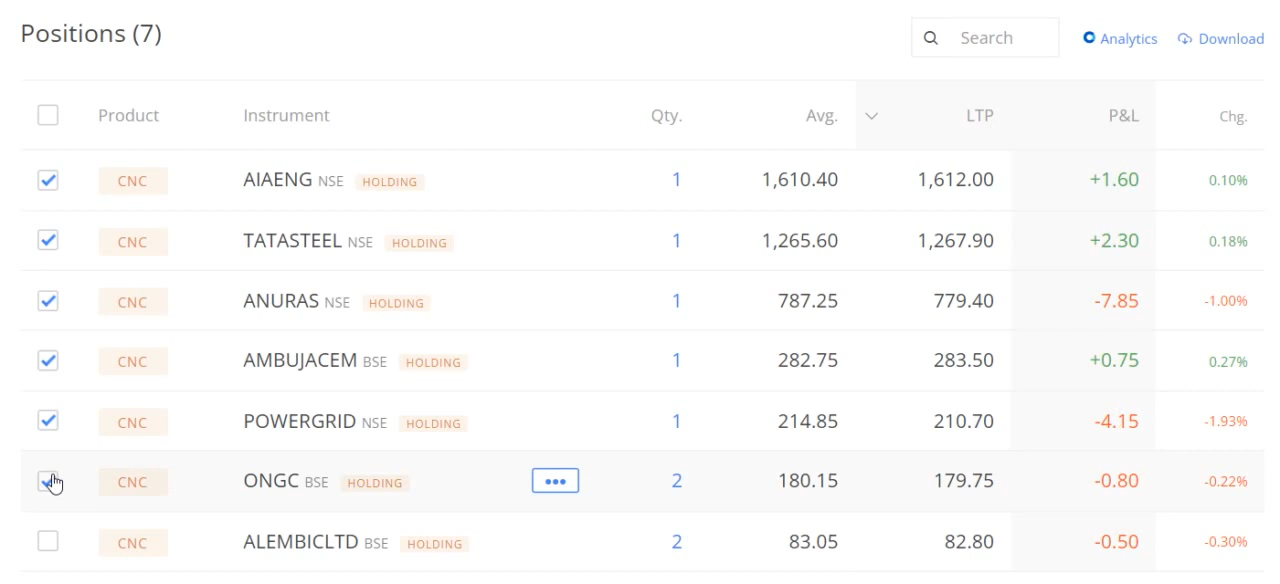 Positions (7) Search Analytics Download
Product Instrument Qty. Avg. LTP P&L Chg.
CNC AIAENG NSE HOLDING 1 1,610.40 1,612.00 +1.60 0.10%
CNC TATASTEEL NSE HOLDING 1 1,265.60 1,267.90 +2.30 0.18%
CNC ANURAS NSE HOLDING 1 787.25 779.40 -7.85 -1.00%
CNC AMBUJACEM BSE HOLDING 1 282.75 283.50 +0.75 0.27%
CNC POWERGRID NSE HOLDING 1 214.85 210.70 -4.15 -1.93%
CNC ONGC BSE HOLDING 2 180.15 179.75 -0.80 -0.22%
CNC ALEMBICLTD BSE HOLDING 2 83.05 82.80 -0.50 -0.30%